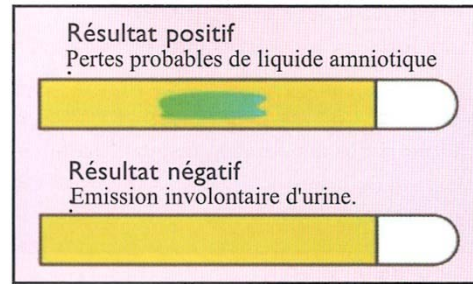 Résultat positif
Pertes probables de liquide amniotique
.
Résultat négatif
Emission involontaire d'urine.
.